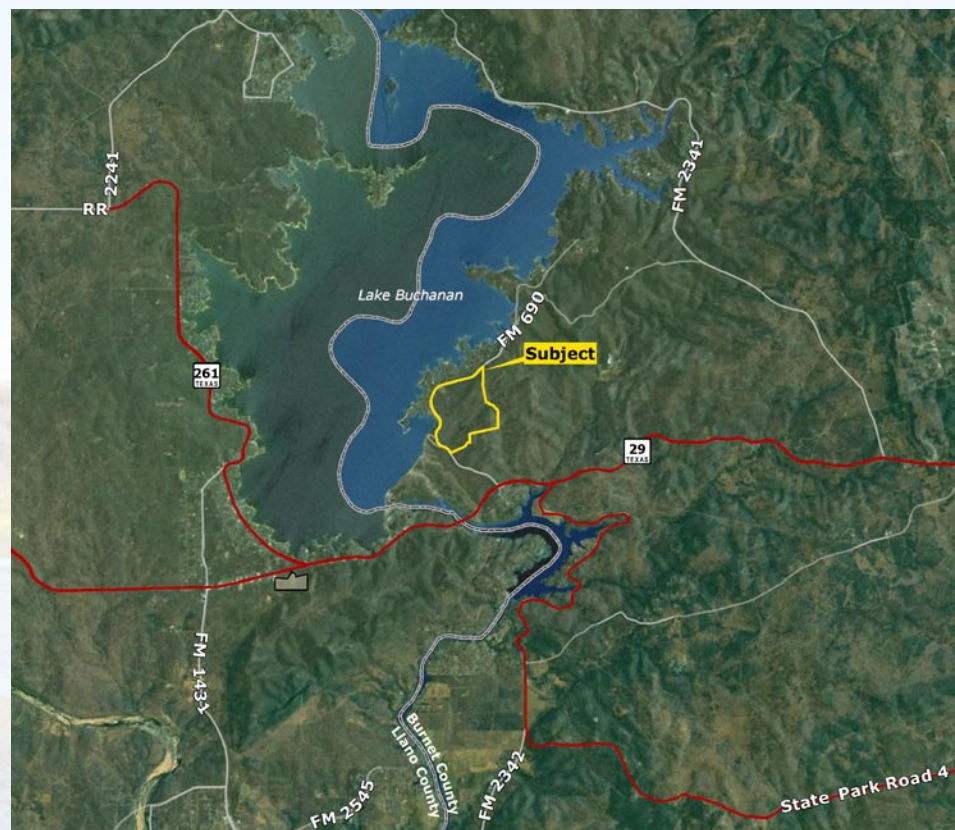 RR 2241
FM 2341
Lake Buchanan
FM 690
Subject
261
TEXAS
29
TEXAS
FM 1431
Burnet County
Llano County
FM 2545
FM 2342
State Park Road 4